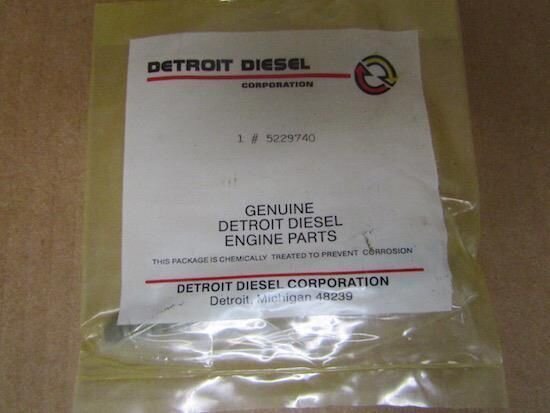 DETROIT DIESEL
CORPORATION
1 # 5229740
GENUINE
DETROIT DIESEL
ENGINE PARTS
THIS PACKAGE IS CHEMICALLY TREATED TO PREVENT CORROSION
DETROIT DIESEL CORPORATION
Detroit, Michigan 48239